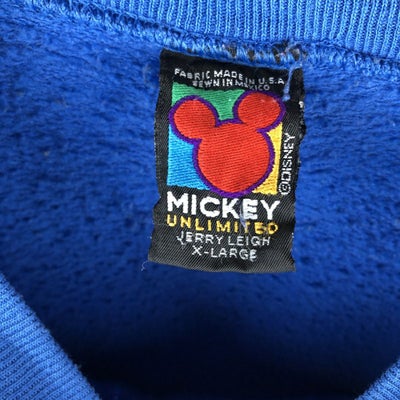 FABRIC MADE IN U.S.A.
SEWN IN MEXICO
©DISNEY
MICKEY
UNLIMITED
JERRY LEIGH
X-LARGE